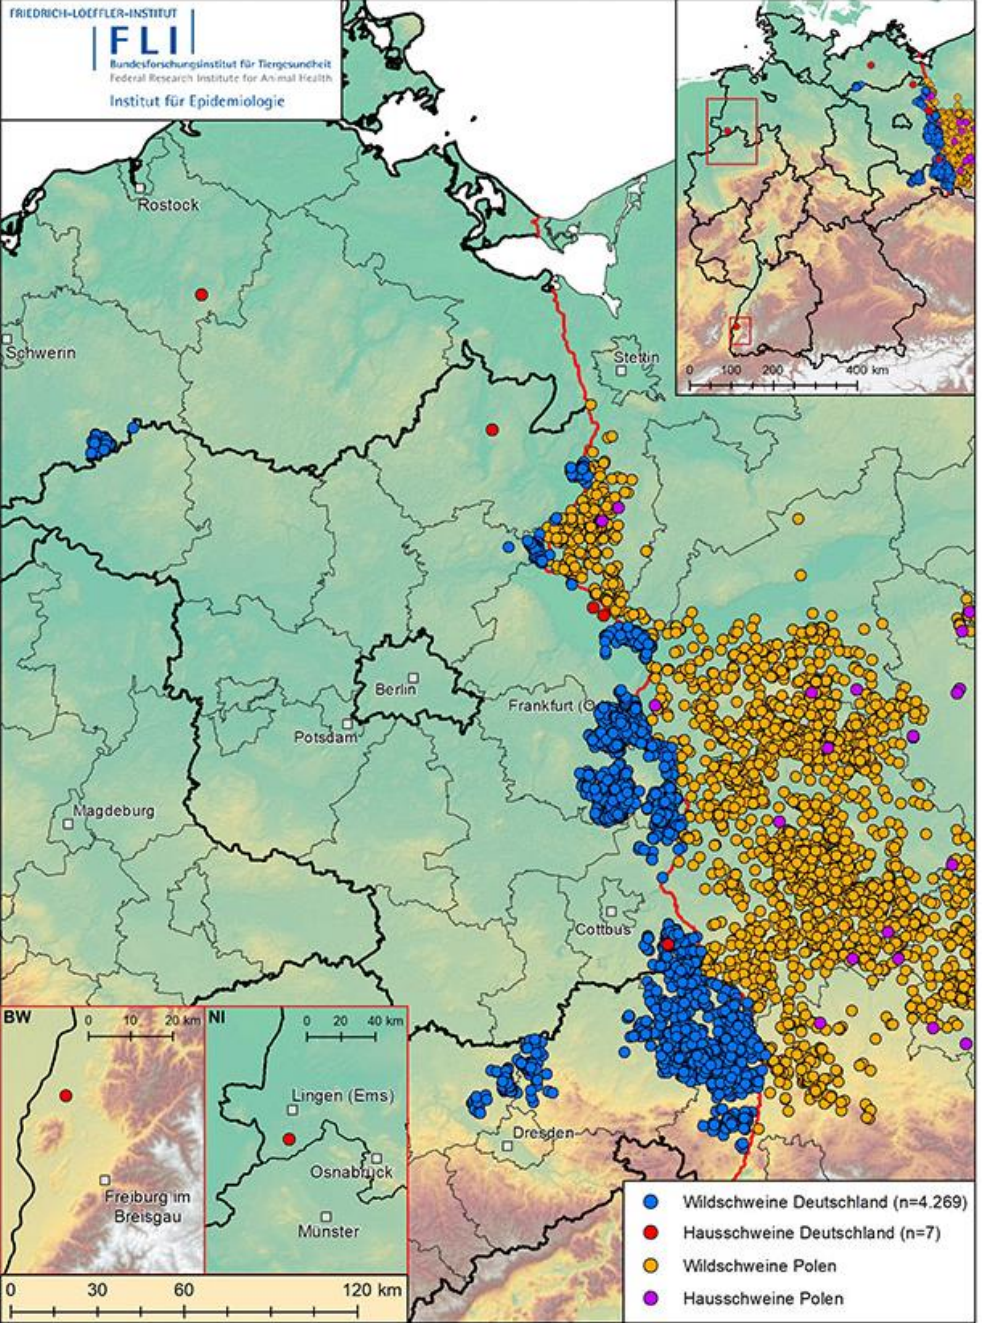 FRIEDRICH-LOEFFLER-INSTITUT
FLI
Bundesforschungsinstitut für Tiergesundheit
Federal Research Institute for Animal Health
Institut für Epidemiologie
0 100 200 400 km
Rostock
Schwerin
Stettin
Berlin
Frankfurt (O
Potsdam
Magdeburg
Cottbus
Dresden
BW
0 10 20 km
Freiburg im
Breisgau
NI
0 20 40 km
Lingen (Ems)
Osnabrück
Münster
0 30 60 120 km
Wildschweine Deutschland (n=4.269)
Hausschweine Deutschland (n=7)
Wildschweine Polen
Hausschweine Polen